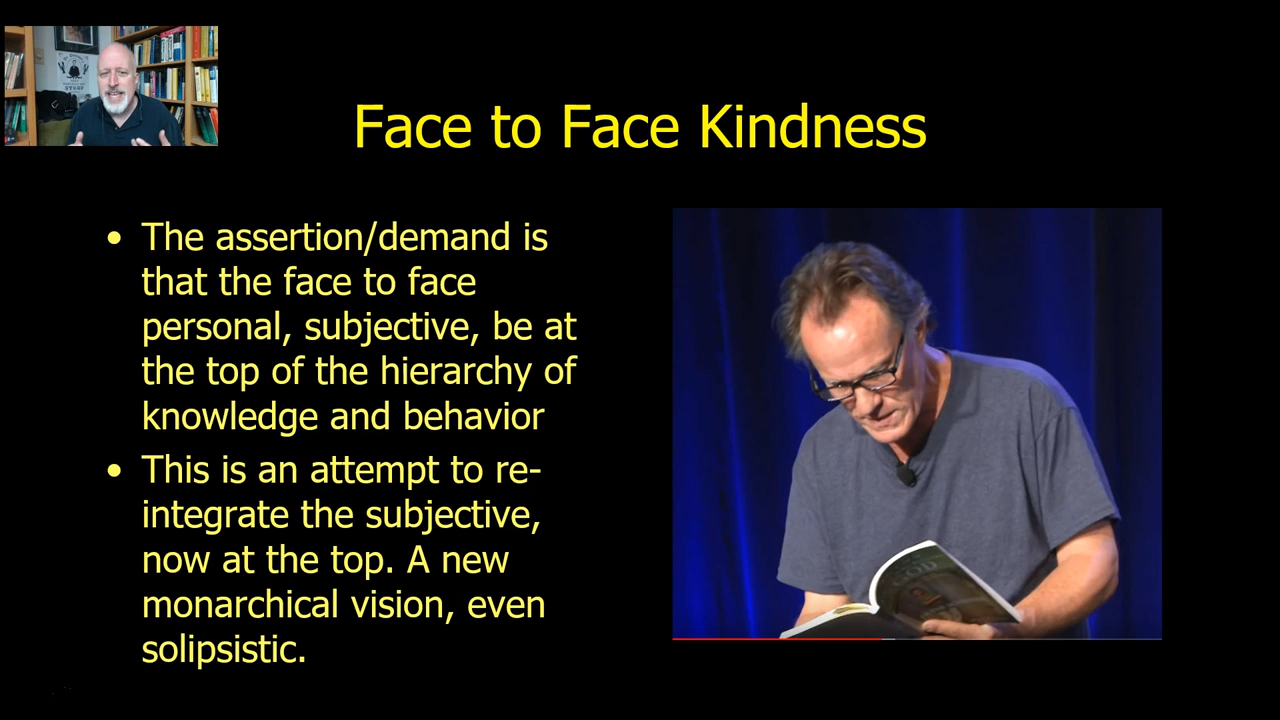 Face to Face Kindness
• The assertion/demand is
that the face to face
personal, subjective, be at
the top of the hierarchy of
knowledge and behavior
• This is an attempt to re-
integrate the subjective,
now at the top. A new
monarchical vision, even
solipsistic.
GOD